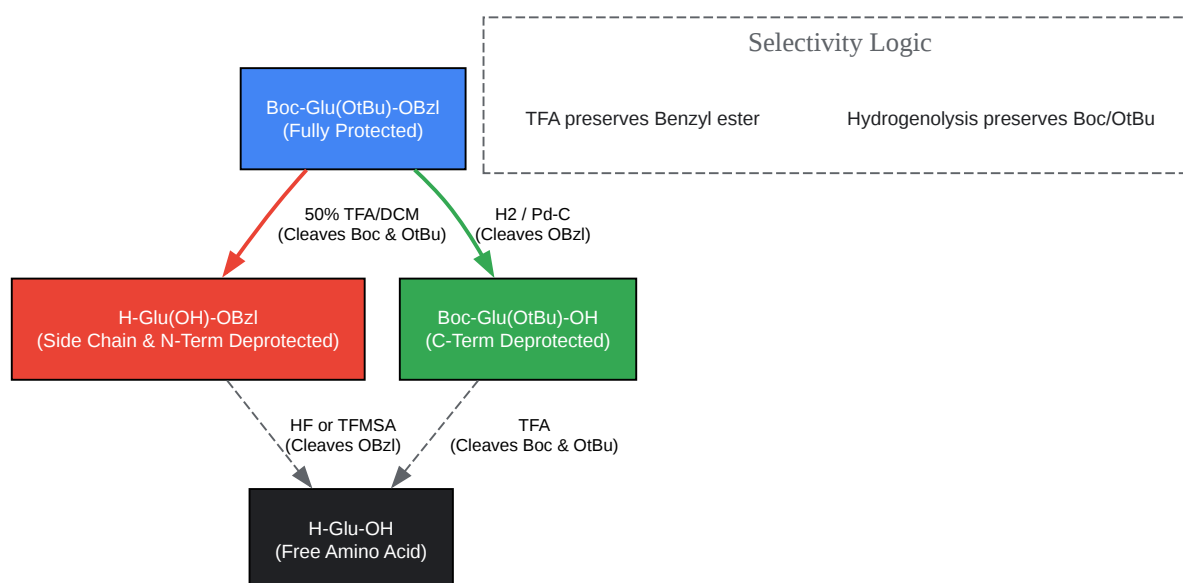 Selectivity Logic
TFA preserves Benzyl ester
Hydrogenolysis preserves Boc/OtBu
Boc-Glu(OtBu)-OBzl
(Fully Protected)
50% TFA/DCM
(Cleaves Boc & OtBu)
H2 / Pd-C
(Cleaves OBzl)
H-Glu(OH)-OBzl
(Side Chain & N-Term Deprotected)
Boc-Glu(OtBu)-OH
(C-Term Deprotected)
HF or TFMSA
(Cleaves OBzl)
TFA
(Cleaves Boc & OtBu)
H-Glu-OH
(Free Amino Acid)